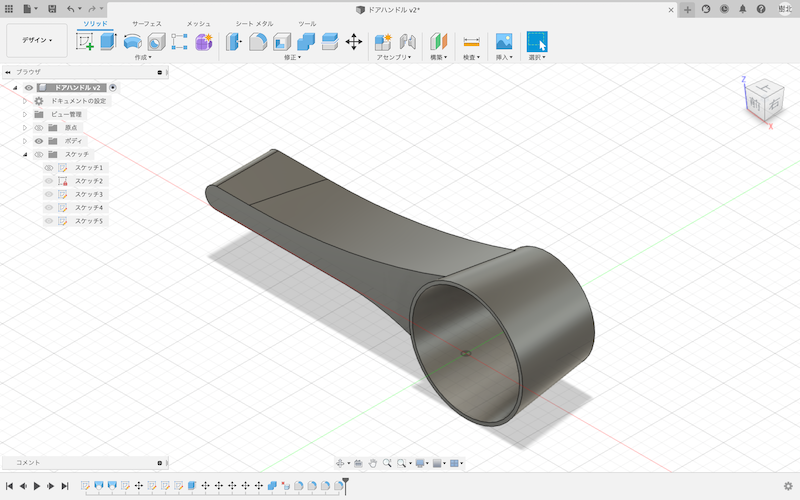 ドアハンドル v2*
樹北
ソリッド サーフェス メッシュ シート メタル ツール
デザイン
作成 修正 アセンブリ 構築 検査 挿入 選択
ブラウザ
ドアハンドル v2
ドキュメントの設定
ビュー管理
原点
ボディ
スケッチ
スケッチ1
スケッチ2
スケッチ3
スケッチ4
スケッチ5
Z
上
前
右
X
コメント